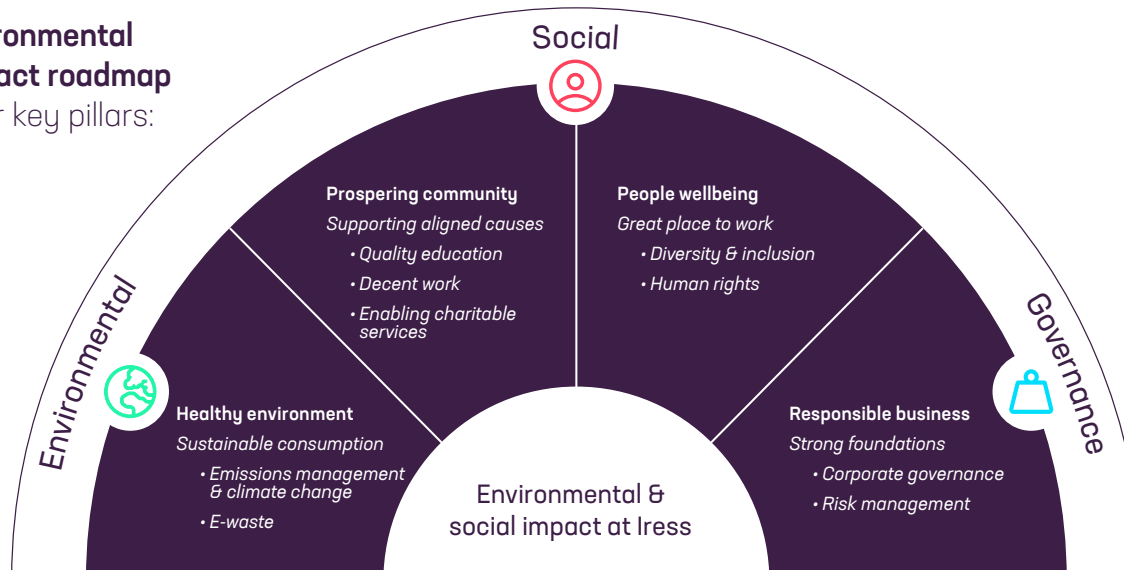 ronmental
act roadmap
key pillars:
Social
Environmental
Governance
Prospering community
Supporting aligned causes
• Quality education
• Decent work
• Enabling charitable
services
People wellbeing
Great place to work
• Diversity & inclusion
• Human rights
Healthy environment
Sustainable consumption
• Emissions management
& climate change
• E-waste
Responsible business
Strong foundations
• Corporate governance
• Risk management
Environmental &
social impact at Iress